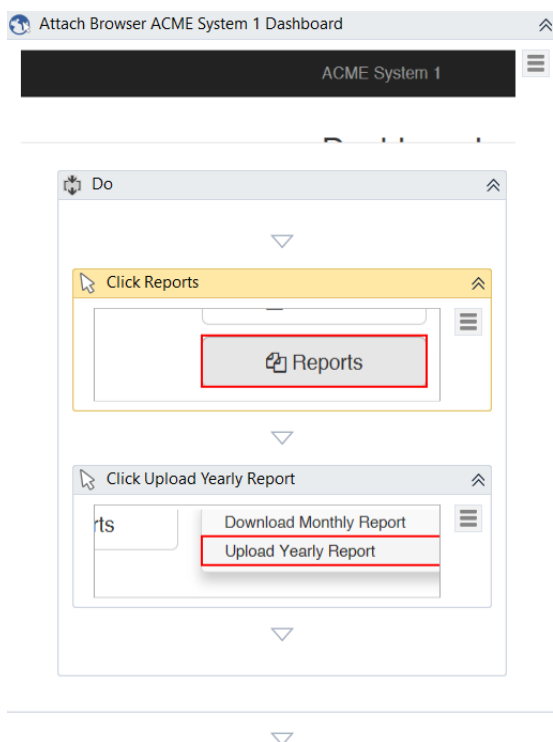 Attach Browser ACME System 1 Dashboard
ACME System 1
Do
Click Reports
Reports
Click Upload Yearly Report
rts
Download Monthly Report
Upload Yearly Report